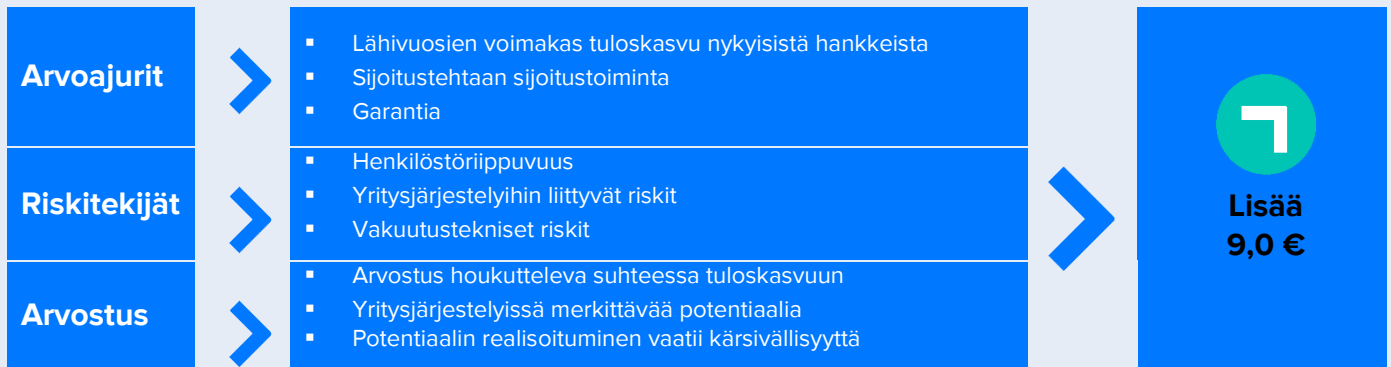 Arvoajurit
▪ Lähivuosien voimakas tuloskasvu nykyisistä hankkeista
▪ Sijoitustehtaan sijoitustoiminta
▪ Garantia
Riskitekijät
▪ Henkilöstöriippuvuus
▪ Yritysjärjestelyihin liittyvät riskit
▪ Vakuutustekniset riskit
Arvostus
▪ Arvostus houkutteleva suhteessa tuloskasvuun
▪ Yritysjärjestelyissä merkittävää potentiaalia
▪ Potentiaalin realisoituminen vaatii kärsivällisyyttä
Lisää
9,0 €